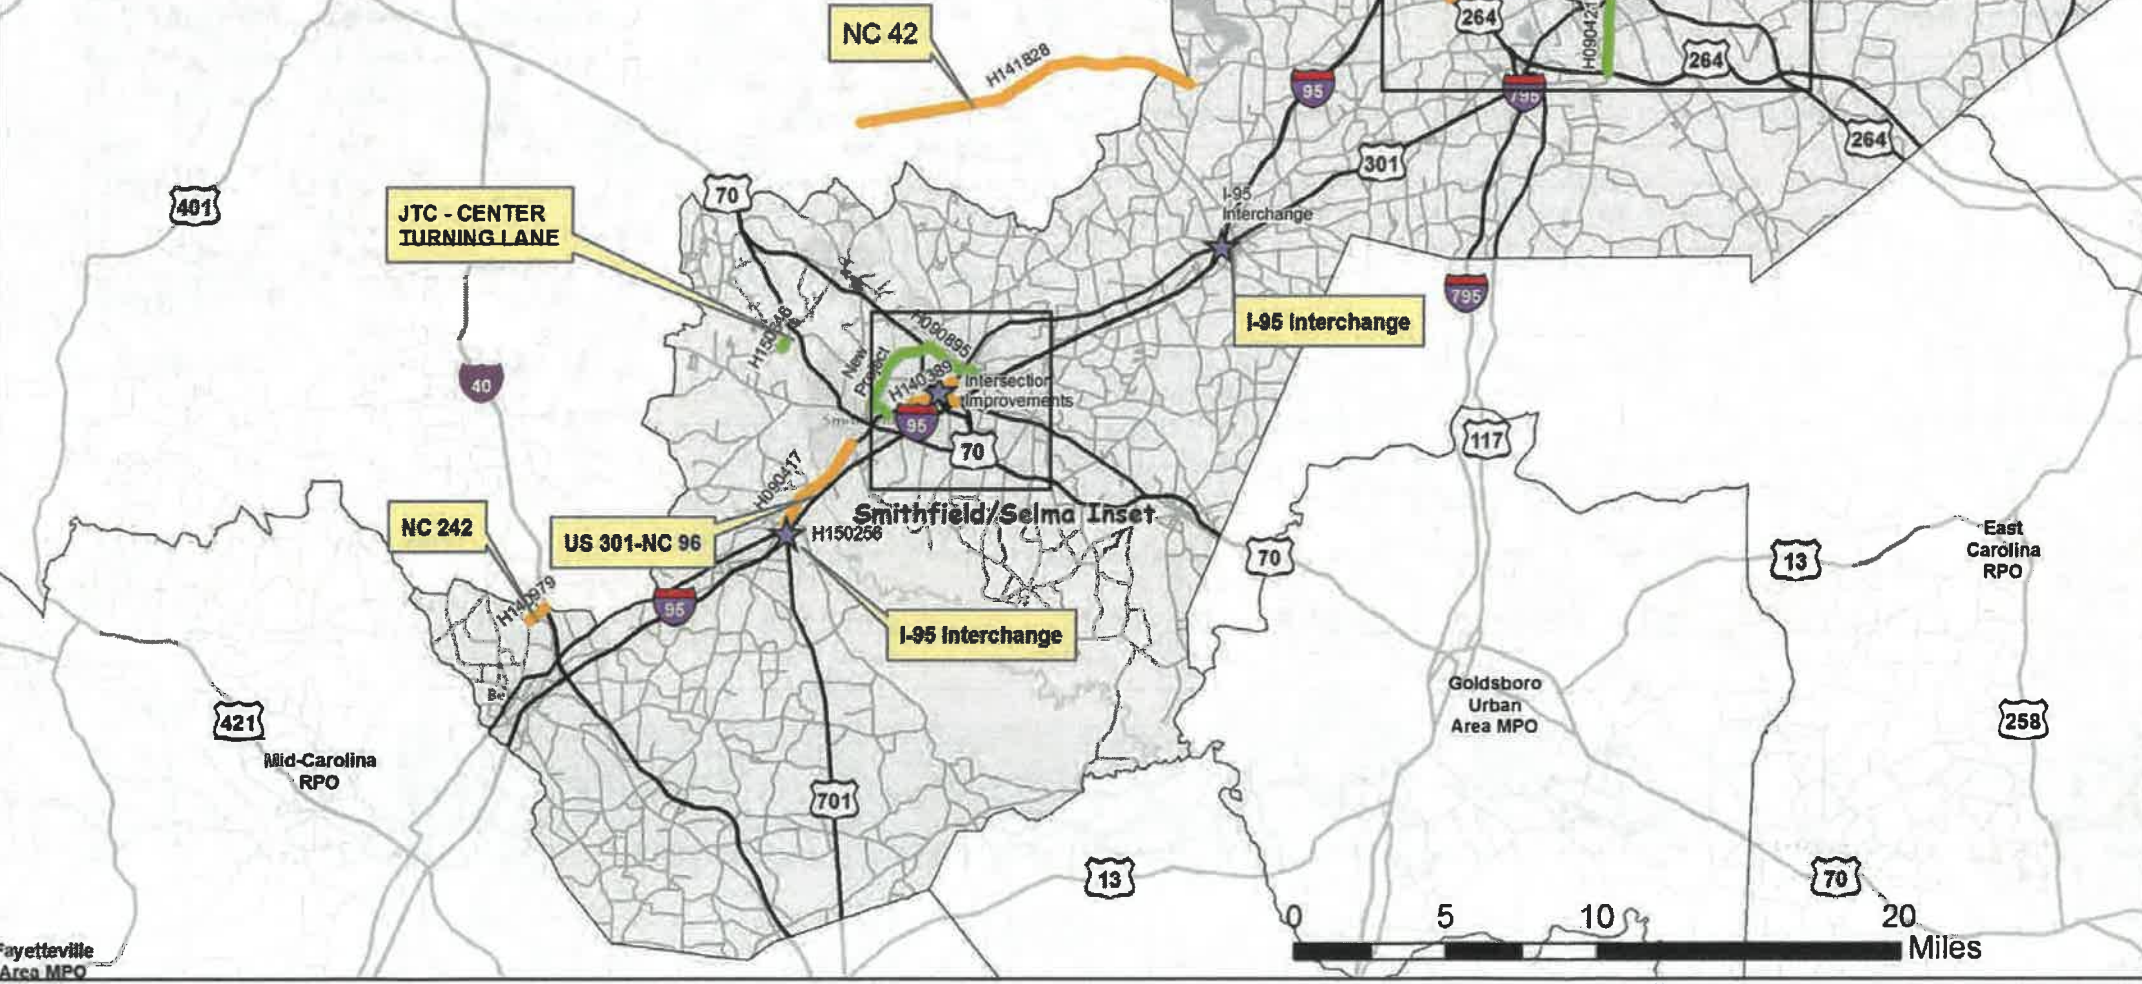 264
H09042
NC 42
H141828
264
95
795
264
301
70
401
JTC - CENTER
TURNING LANE
I-95
Interchange
795
I-95 Interchange
H090895
New
Project
40
H140389
Intersection
Improvements
95
117
70
H090417
Smithfield/Selma Inset
NC 242
US 301-NC 96
H150256
70
13
East
Carolina
RPO
95
I-95 Interchange
Goldsboro
Urban
Area MPO
421
258
Mid-Carolina
RPO
701
13
70
0 5 10 20
Miles
Fayetteville
Area MPO